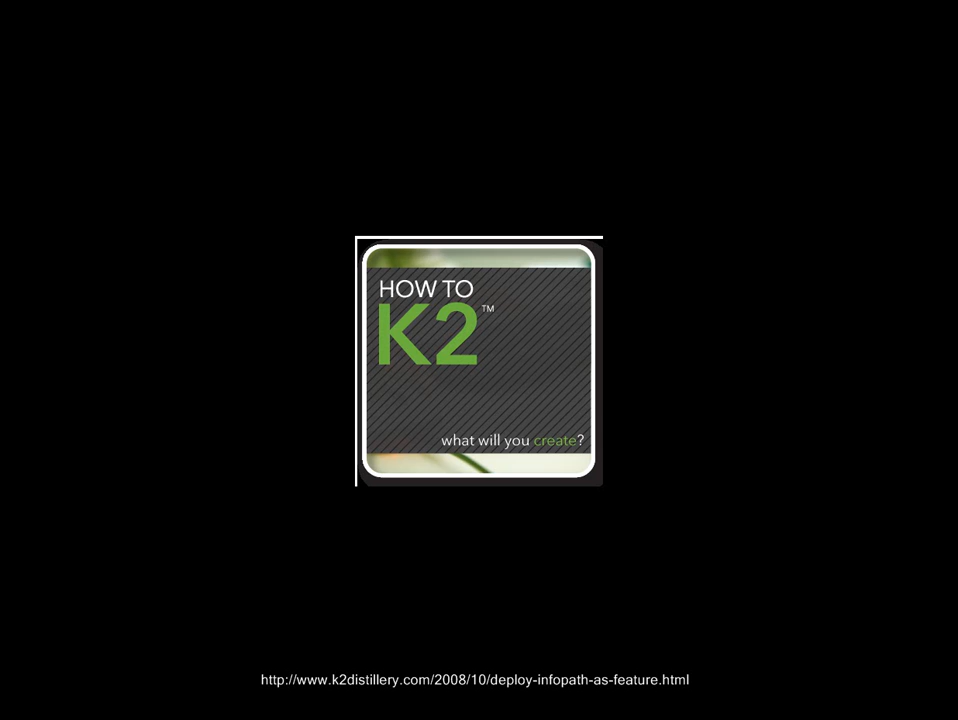 HOW TO
K2™
what will you create?
http://www.k2distillery.com/2008/10/deploy-infopath-as-feature.html